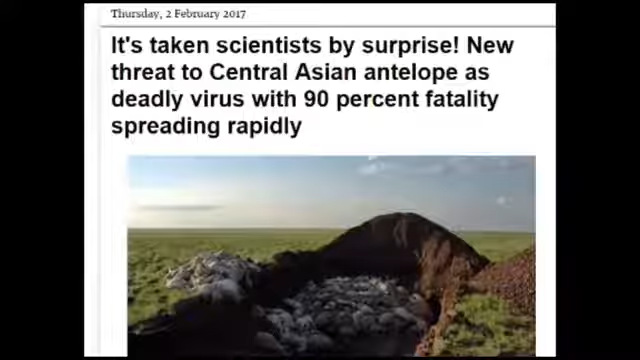 Thursday, 2 February 2017
It's taken scientists by surprise! New
threat to Central Asian antelope as
deadly virus with 90 percent fatality
spreading rapidly